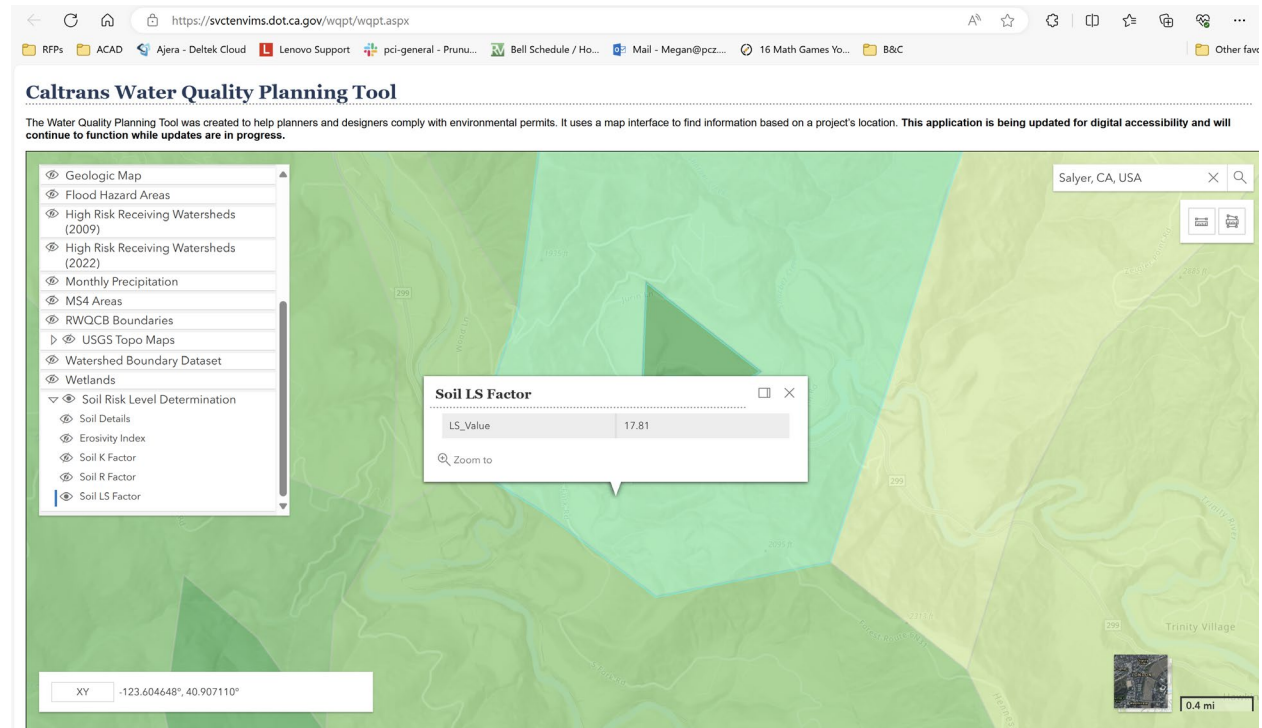 https://svctenvims.dot.ca.gov/wqpt/wqpt.aspx
RFPs ACAD Ajera - Deltek Cloud Lenovo Support pci-general - Prunu... Bell Schedule / Ho... Mail - Megan@pcz.... 16 Math Games Yo... B&C Other favo
Caltrans Water Quality Planning Tool
The Water Quality Planning Tool was created to help planners and designers comply with environmental permits. It uses a map interface to find information based on a project's location. This application is being updated for digital accessibility and will
continue to function while updates are in progress.
Geologic Map
Flood Hazard Areas
High Risk Receiving Watersheds
(2009)
High Risk Receiving Watersheds
(2022)
Monthly Precipitation
MS4 Areas
RWQCB Boundaries
USGS Topo Maps
Watershed Boundary Dataset
Wetlands
Soil Risk Level Determination
Soil Details
Erosivity Index
Soil K Factor
Soil R Factor
Soil LS Factor
Salyer, CA, USA
299
Soil LS Factor
LS_Value 17.81
Zoom to
299
Trinity River
299 Trinity Village
XY -123.604648°, 40.907110°
0.4 mi